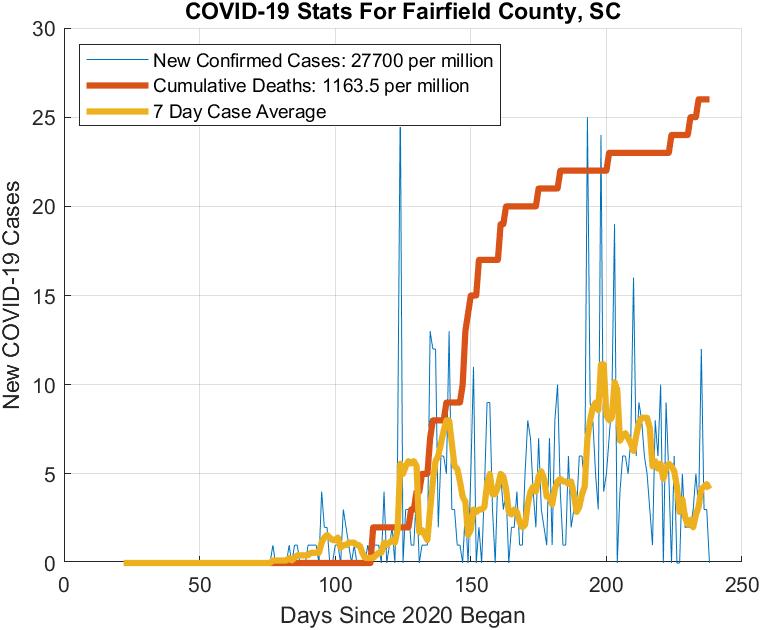 COVID-19 Stats For Fairfield County, SC
30
New Confirmed Cases: 27700 per million
Cumulative Deaths: 1163.5 per million
7 Day Case Average
25
20
15
10
5
0
New COVID-19 Cases
0 50 100 150 200 250
Days Since 2020 Began